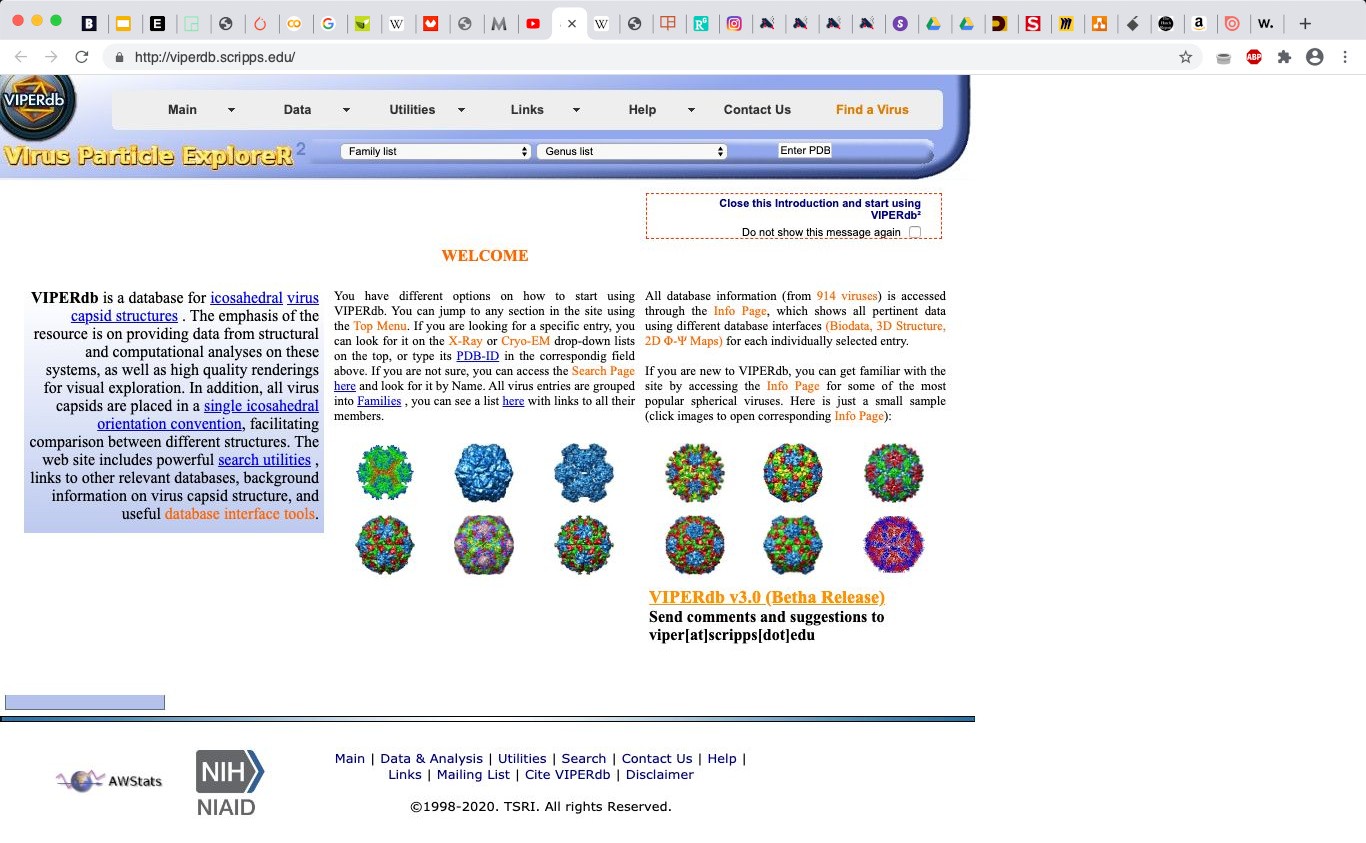 http://viperdb.scripps.edu/
VIPERdb
Main
Data
Utilities
Links
Help
Contact Us
Find a Virus
VIrus Particle ExploreR 2
Family list
Genus list
Enter PDB
Close this Introduction and start using
VIPERdb²
Do not show this message again
WELCOME
VIPERdb is a database for icosahedral virus
capsid structures . The emphasis of the
resource is on providing data from structural
and computational analyses on these
systems, as well as high quality renderings
for visual exploration. In addition, all virus
capsids are placed in a single icosahedral
orientation convention, facilitating
comparison between different structures. The
web site includes powerful search utilities ,
links to other relevant databases, background
information on virus capsid structure, and
useful database interface tools.
You have different options on how to start using
VIPERdb. You can jump to any section in the site using
the Top Menu. If you are looking for a specific entry, you
can look for it on the X-Ray or Cryo-EM drop-down lists
on the top, or type its PDB-ID in the correspondig field
above. If you are not sure, you can access the Search Page
here and look for it by Name. All virus entries are grouped
into Families , you can see a list here with links to all their
members.
All database information (from 914 viruses) is accessed
through the Info Page, which shows all pertinent data
using different database interfaces (Biodata, 3D Structure,
2D Φ-Ψ Maps) for each individually selected entry.
If you are new to VIPERdb, you can get familiar with the
site by accessing the Info Page for some of the most
popular spherical viruses. Here is just a small sample
(click images to open corresponding Info Page):
VIPERdb v3.0 (Betha Release)
Send comments and suggestions to
viper[at]scripps[dot]edu
AWStats
NIH
NIAID
Main | Data & Analysis | Utilities | Search | Contact Us | Help |
Links | Mailing List | Cite VIPERdb | Disclaimer
©1998-2020. TSRI. All rights Reserved.